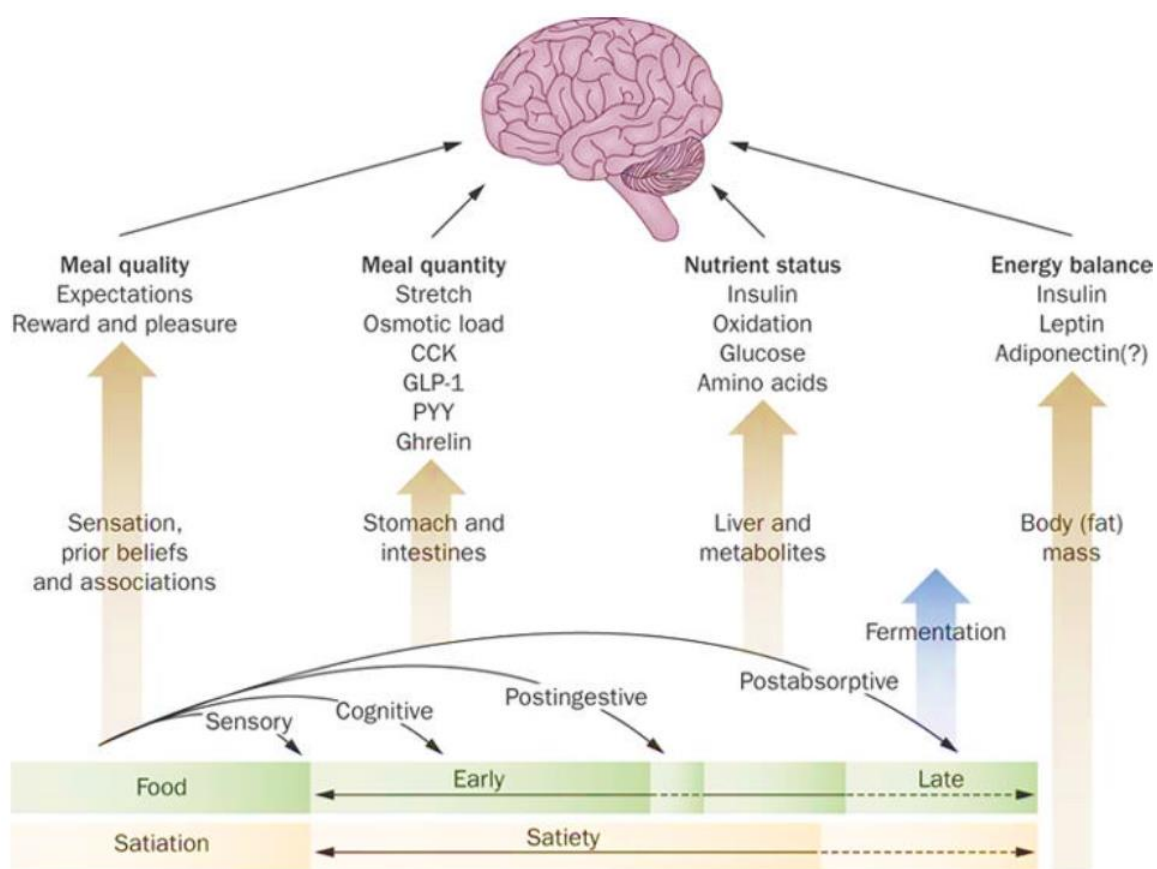 Meal quality
Expectations
Reward and pleasure
Meal quantity
Stretch
Osmotic load
CCK
GLP-1
PYY
Ghrelin
Nutrient status
Insulin
Oxidation
Glucose
Amino acids
Energy balance
Insulin
Leptin
Adiponectin(?)
Sensation,
prior beliefs
and associations
Stomach and
intestines
Liver and
metabolites
Body (fat)
mass
Fermentation
Sensory
Cognitive
Postingestive
Postabsorptive
Food
Early
Late
Satiation
Satiety